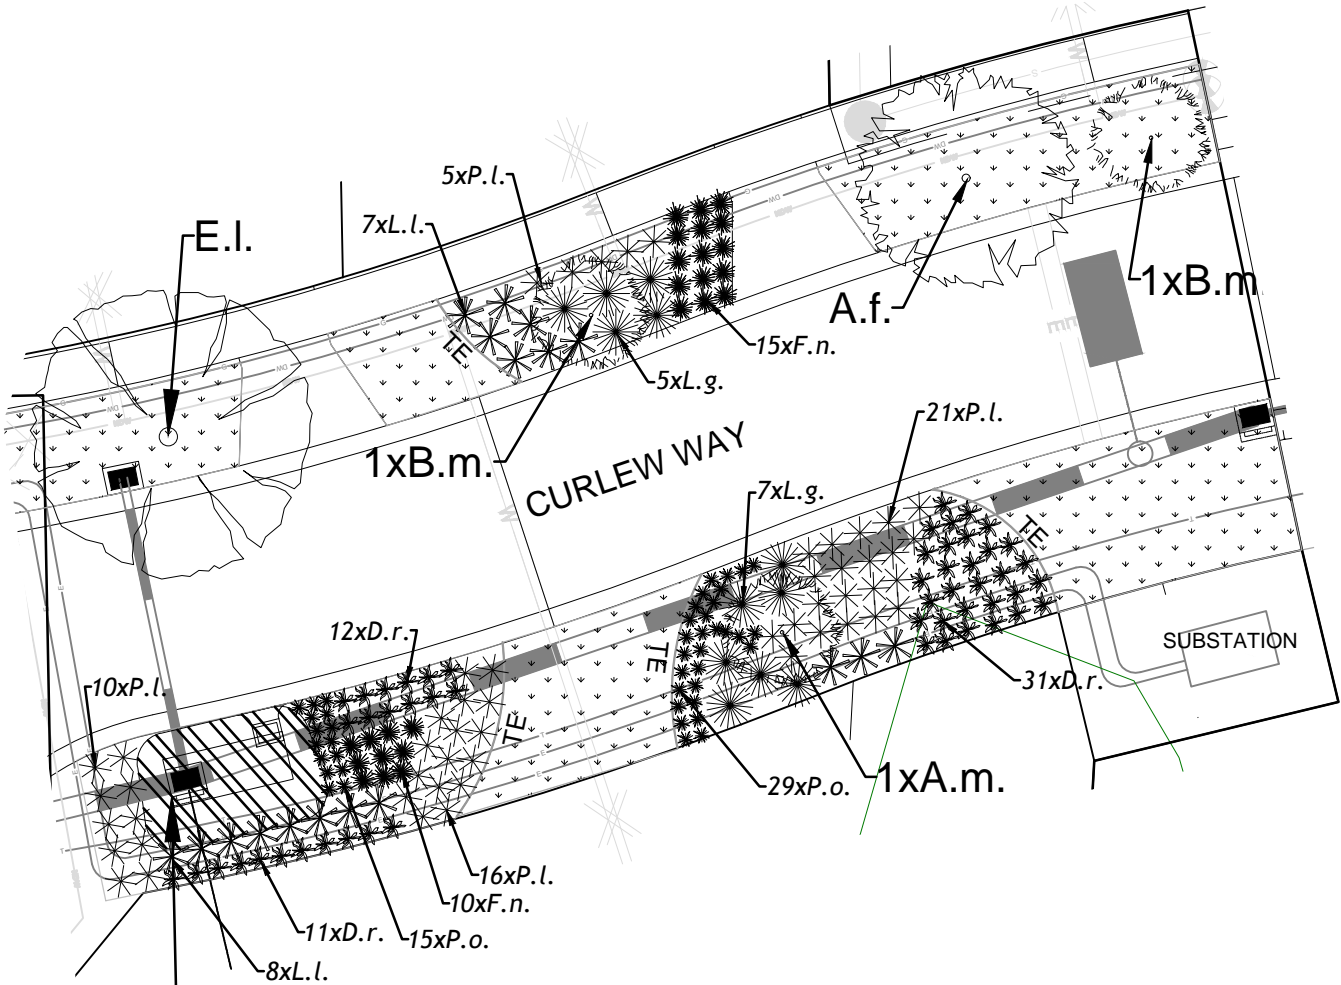 5xP.l.
7xL.l.
E.l.
1xB.m
A.f.
15xF.n.
TE
5xL.g.
21xP.l.
1xB.m.
CURLEW WAY
7xL.g.
TE
12xD.r.
SUBSTATION
TE
10xP.l.
31xD.r.
TE
1xA.m.
29xP.o.
16xP.l.
10xF.n.
11xD.r.
15xP.o.
8xL.l.